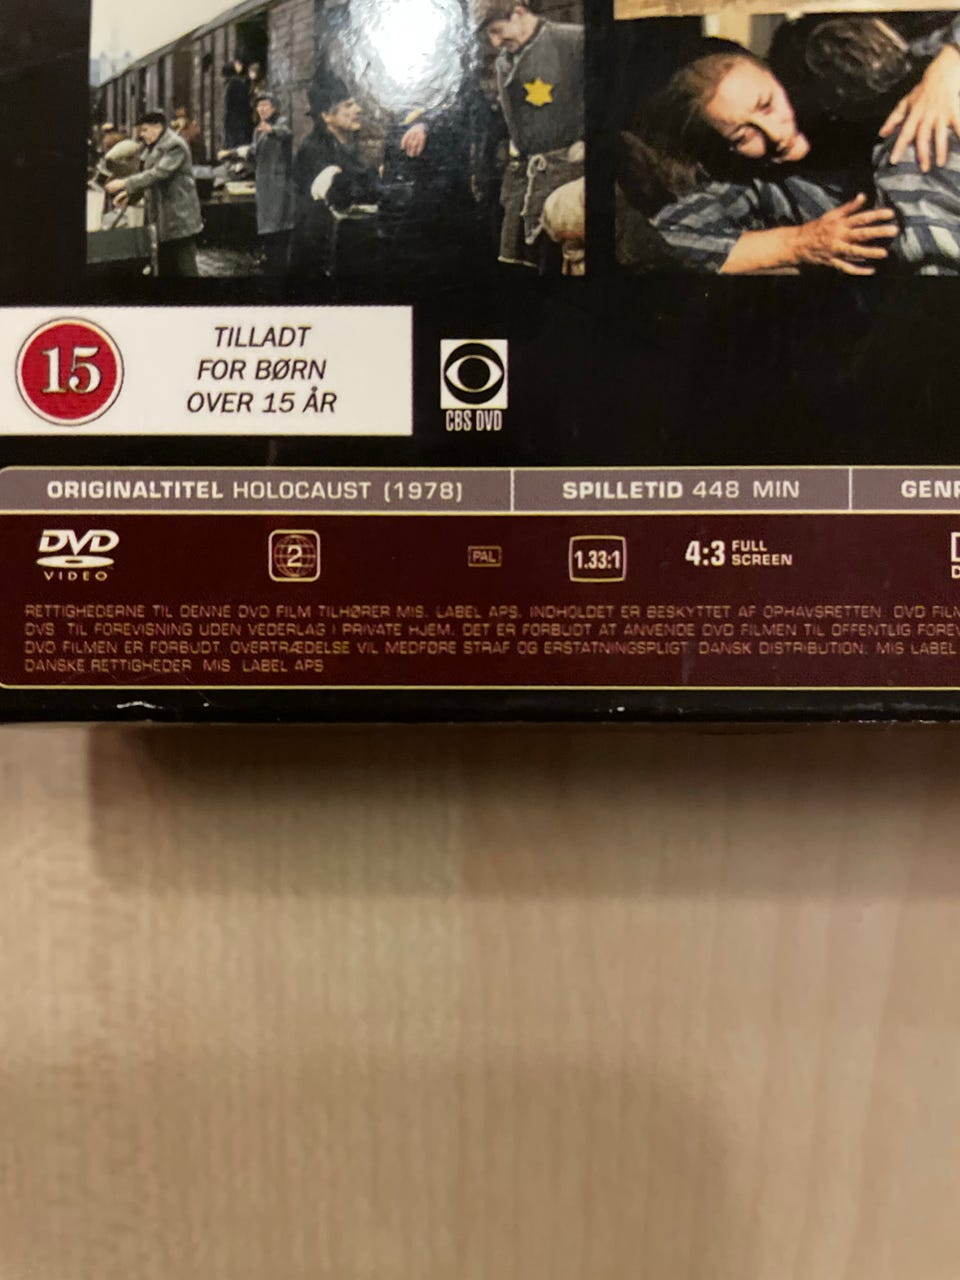 15
TILLADT
FOR BØRN
OVER 15 ÅR
CBS DVD
ORIGINALTITEL HOLOCAUST (1978) SPILLETID 448 MIN
DVD
VIDEO
2
PAL
1.33:1
4:3 FULL
SCREEN
RETTIGHEDERNE TIL DENNE DVD FILM TILHØRER MIS. LABEL APS. INDHOLDET ER BESKYTTET AF OPHAVSRETTEN. DVD
DVS. TIL FOREVISNING UDEN VEDERLAG I PRIVATE HJEM. DET ER FORBUDT AT ANVENDE DVD FILMEN TIL OFFENTLIG
DVD FILMEN ER FORBUDT. OVERTRÆDELSE VIL MEDFØRE STRAF OG ERSTATNINGSPLIGT. DANSK DISTRIBUTION: MIS LABEL
DANSKE RETTIGHEDER MIS LABEL APS